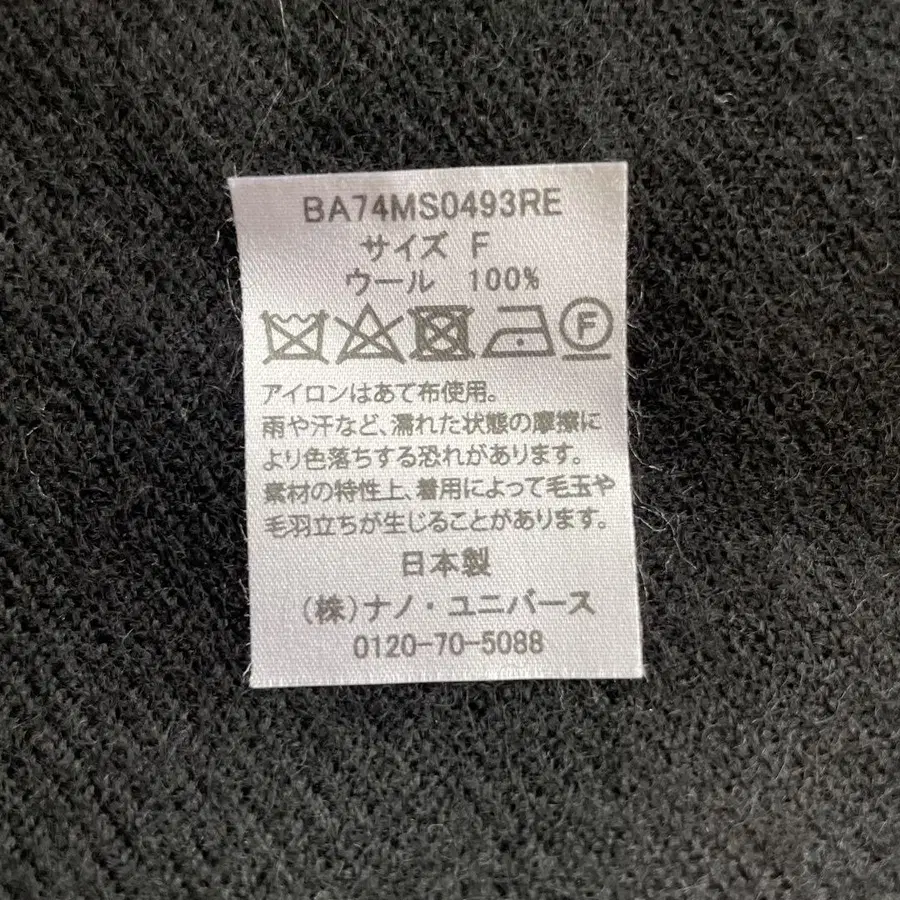 BA74MS0493RE
サイズ F
ウール 100%
F
アイロンはあて布使用。
雨や汗など、濡れた状態の摩擦に
より色落ちする恐れがあります。
素材の特性上、着用によって毛玉や
毛羽立ちが生じることがあります。
日本製
（株）ナノ・ユニバース
0120-70-5088